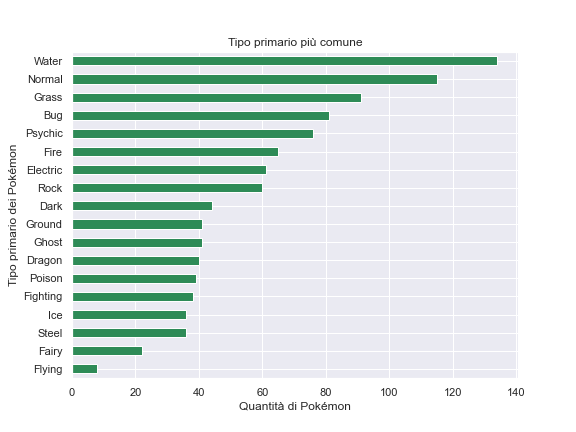 Tipo primario più comune
Water
Normal
Grass
Bug
Psychic
Fire
Electric
Rock
Dark
Ground
Ghost
Dragon
Poison
Fighting
Ice
Steel
Fairy
Flying
Tipo primario dei Pokémon
0 20 40 60 80 100 120 140
Quantità di Pokémon